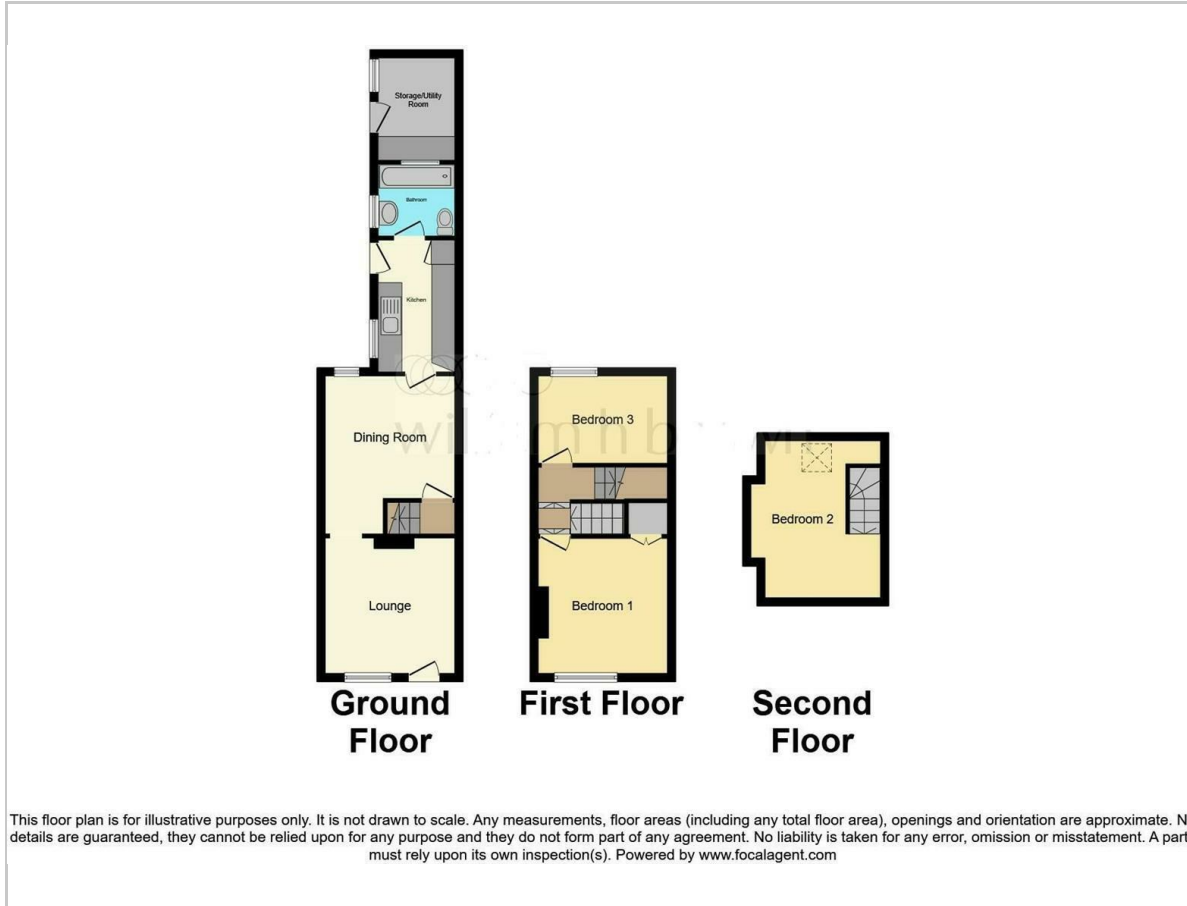 Storage/Utility
Room
Bathroom
Kitchen
Dining Room
Lounge
Bedroom 3
Bedroom 1
Bedroom 2
Ground
Floor
First Floor
Second
Floor
This floor plan is for illustrative purposes only. It is not drawn to scale. Any measurements, floor areas (including any total floor area), openings and orientation are approximate. N
details are guaranteed, they cannot be relied upon for any purpose and they do not form part of any agreement. No liability is taken for any error, omission or misstatement. A part
must rely upon its own inspection(s). Powered by www.focalagent.com